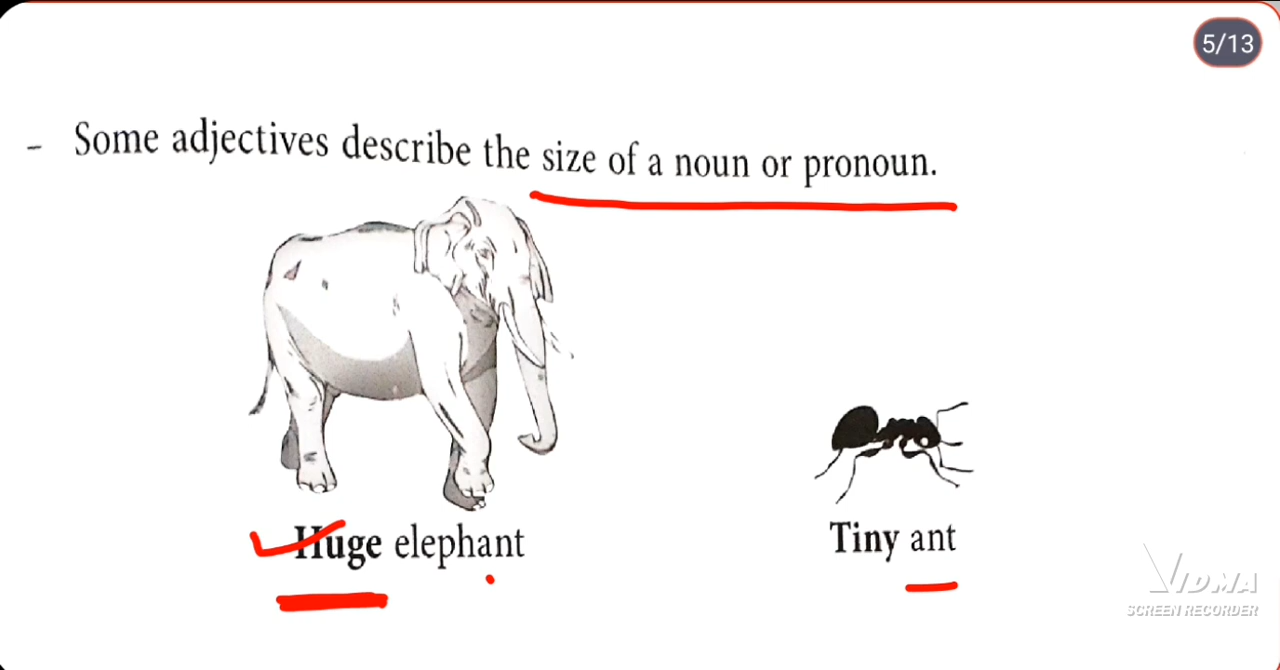 5/13
- Some adjectives describe the size of a noun or pronoun.
Huge elephant
Tiny ant
VIDMA
SCREEN RECORDER